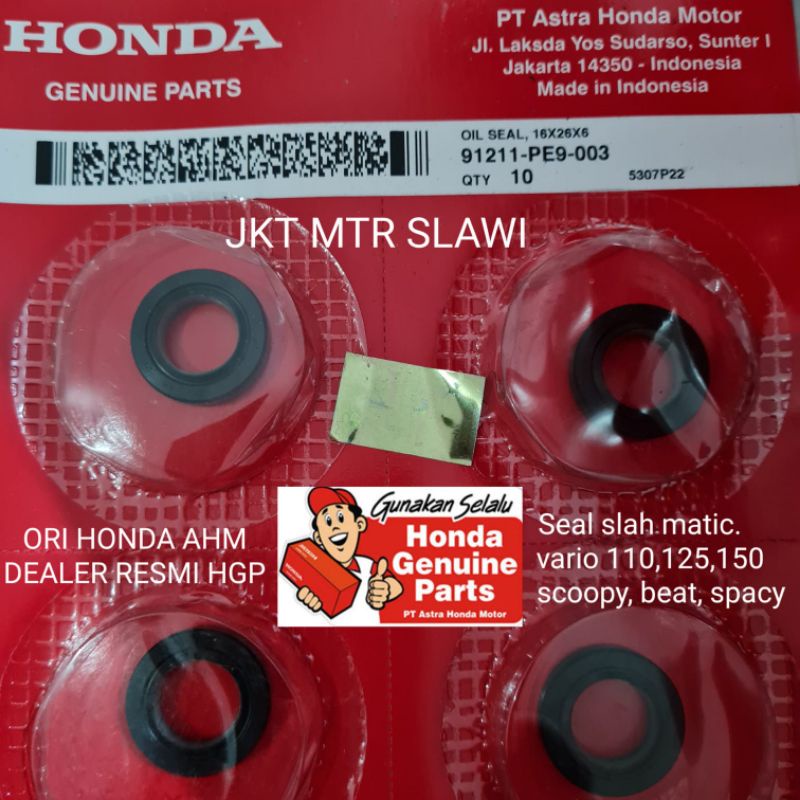 HONDA
GENUINE PARTS
PT Astra Honda Motor
Jl. Laksda Yos Sudarso, Sunter I
Jakarta 14350 - Indonesia
Made in Indonesia
OIL SEAL, 16X26X6
91211-PE9-003
QTY 10
5307P22
JKT MTR SLAWI
ORI HONDA AHM
DEALER RESMI HGP
Gunakan Selalu
Honda
Genuine
Parts
PT Astra Honda Motor
HONDA
Seal slah matic.
vario 110,125,150
scoopy, beat, spacy